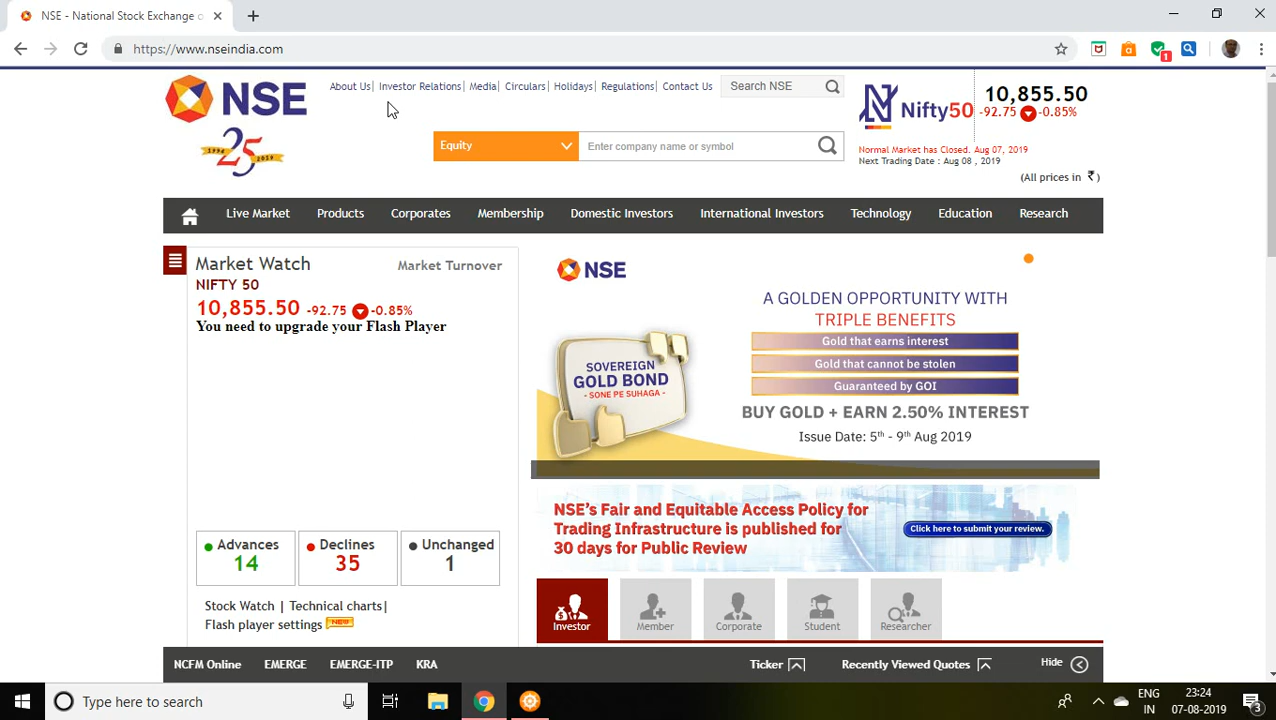 NSE - National Stock Exchange o
https://www.nseindia.com
1
NSE
1994 25 2019
About Us| Investor Relations| Media| Circulars| Holidays| Regulations| Contact Us
Search NSE
Equity
Enter company name or symbol
Nifty50
10,855.50
-92.75 -0.85%
Normal Market has Closed. Aug 07, 2019
Next Trading Date : Aug 08 , 2019
(All prices in ₹ )
Live Market Products Corporates Membership Domestic Investors International Investors Technology Education Research
Market Watch Market Turnover
NIFTY 50
10,855.50 -92.75 -0.85%
You need to upgrade your Flash Player
Advances
14
Declines
35
Unchanged
1
Stock Watch | Technical charts|
Flash player settings NEW
NSE
SOVEREIGN
GOLD BOND
- SONE PE SUHAGA -
A GOLDEN OPPORTUNITY WITH
TRIPLE BENEFITS
Gold that earns interest
Gold that cannot be stolen
Guaranteed by GOI
BUY GOLD + EARN 2.50% INTEREST
Issue Date: 5th - 9th Aug 2019
NSE's Fair and Equitable Access Policy for
Trading Infrastructure is published for
30 days for Public Review
Click here to submit your review.
Investor Member Corporate Student Researcher
NCFM Online EMERGE EMERGE-ITP KRA Ticker Recently Viewed Quotes Hide
Type here to search
ENG
IN
23:24
07-08-2019
3